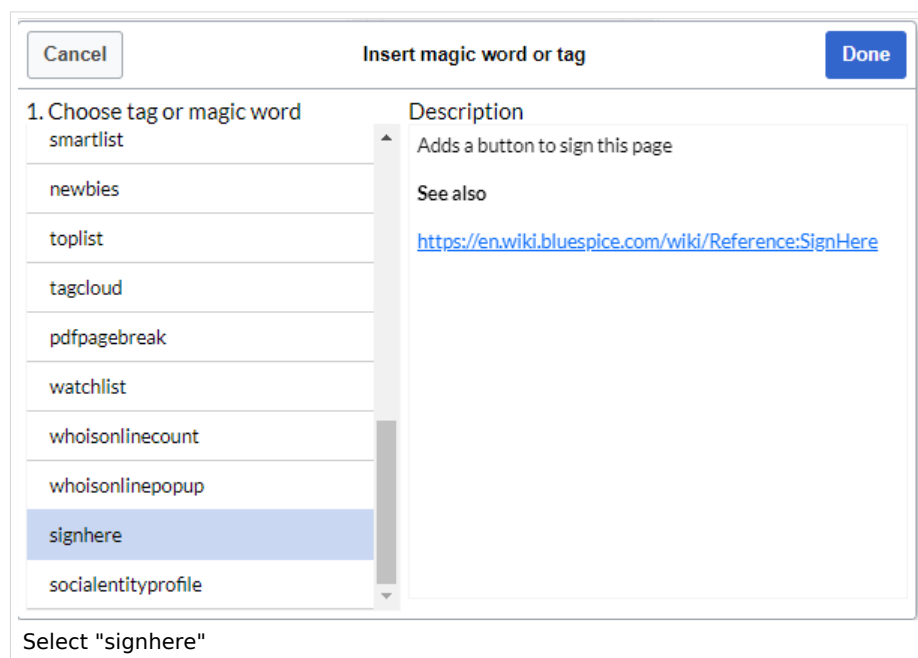 Cancel
Insert magic word or tag
Done
1. Choose tag or magic word
smartlist
newbies
toplist
tagcloud
pdfpagebreak
watchlist
whoisonlinecount
whoisonlinepopup
signhere
socialentityprofile
Description
Adds a button to sign this page
See also
https://en.wiki.bluespice.com/wiki/Reference:SignHere
Select "signhere"